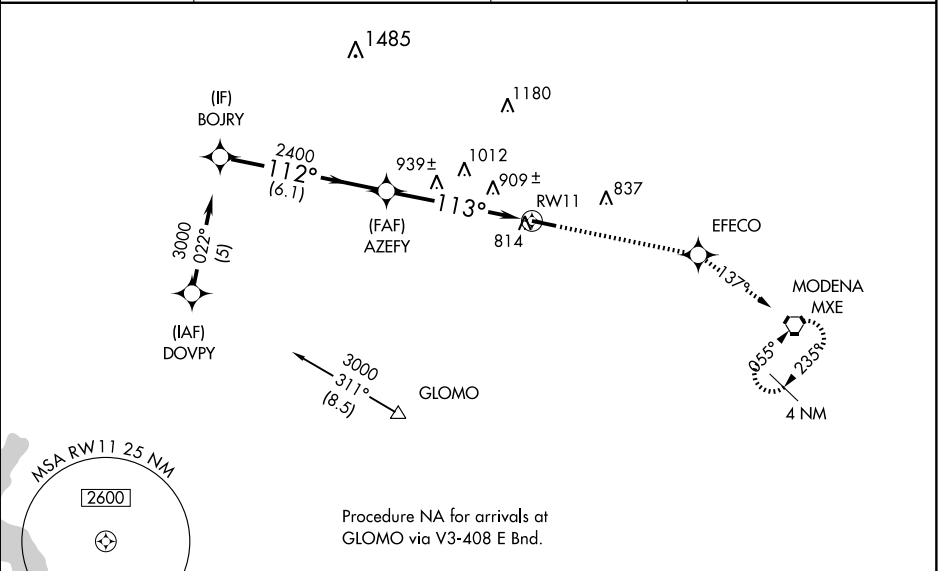 1485
1180
(IF)
BOJRY
2400
112°
(6.1)
939±
1012
909±
837
113°
RW11
814
(FAF)
AZEFY
EFECO
137°
3000
022°
(5)
(IAF)
DOVPY
MODENA
MXE
055°
235°
4 NM
3000
311°
(8.5)
GLOMO
MSA RW11 25 NM
2600
Procedure NA for arrivals at
GLOMO via V3-408 E Bnd.